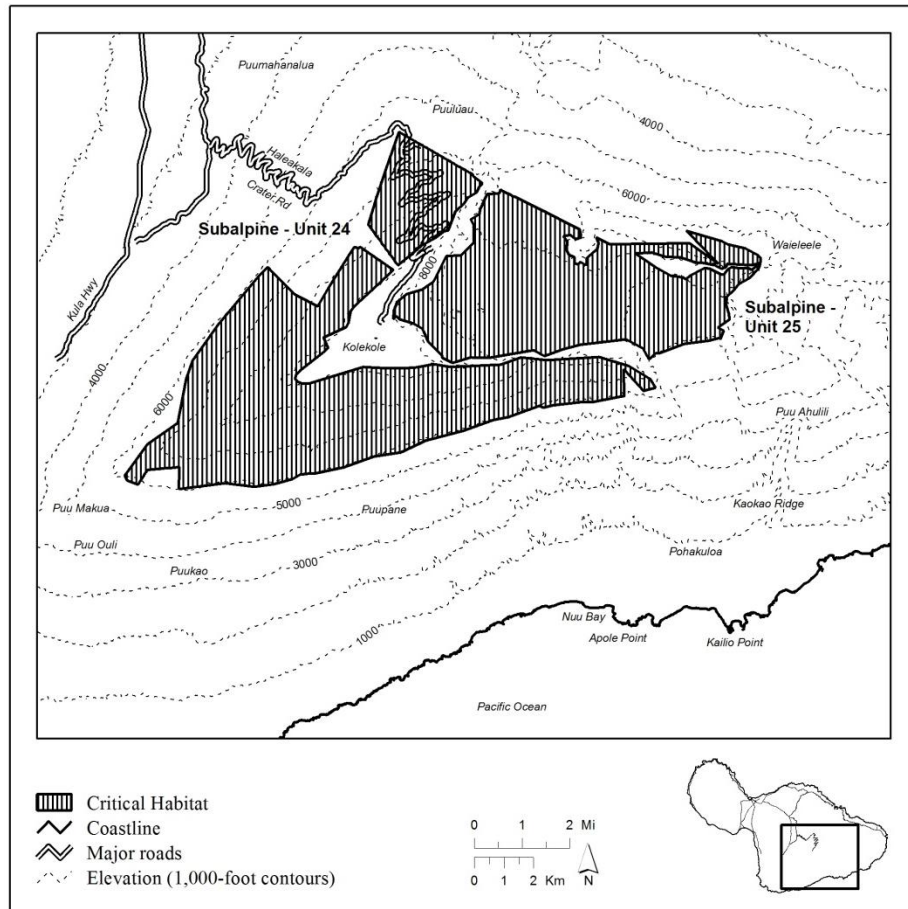 Puumahanalua
Puuluau
4000
Haleakala
Crater Rd
6000
Subalpine - Unit 24
Waieleele
8000
Kula Hwy
Subalpine -
Unit 25
Kolekole
4000
6000
Puu Ahulili
Puu Makua
5000
Puupane
Kaokao Ridge
Puu Ouli
3000
Pohakuloa
Puukao
1000
Nuu Bay
Apole Point
Kailio Point
Pacific Ocean
Critical Habitat
Coastline
Major roads
Elevation (1,000-foot contours)
0 1 2 Mi
0 1 2 Km
N